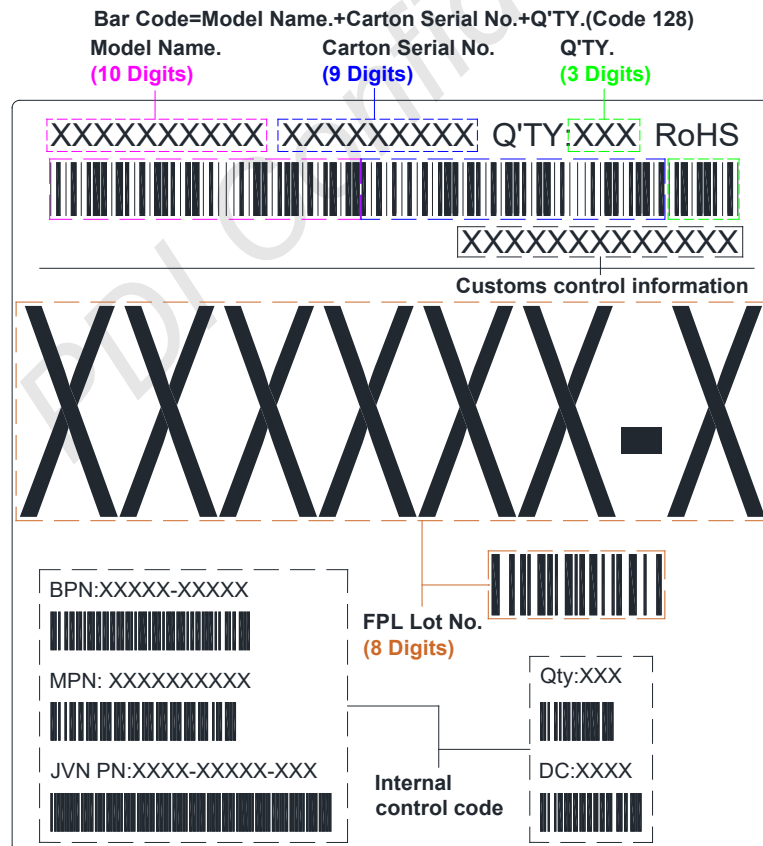 Bar Code=Model Name.+Carton Serial No.+Q'TY.(Code 128)
Model Name. Carton Serial No. Q'TY.
(10 Digits) (9 Digits) (3 Digits)
XXXXXXXXXX XXXXXXXXX Q'TY:XXX RoHS
XXXXXXXXXXXXX
Customs control information
XXXXXX-X
BPN:XXXXX-XXXXX
FPL Lot No.
(8 Digits)
MPN: XXXXXXXXXX
Qty:XXX
JVN PN:XXXX-XXXXX-XXX
DC:XXXX
Internal
control code
PDI Confid